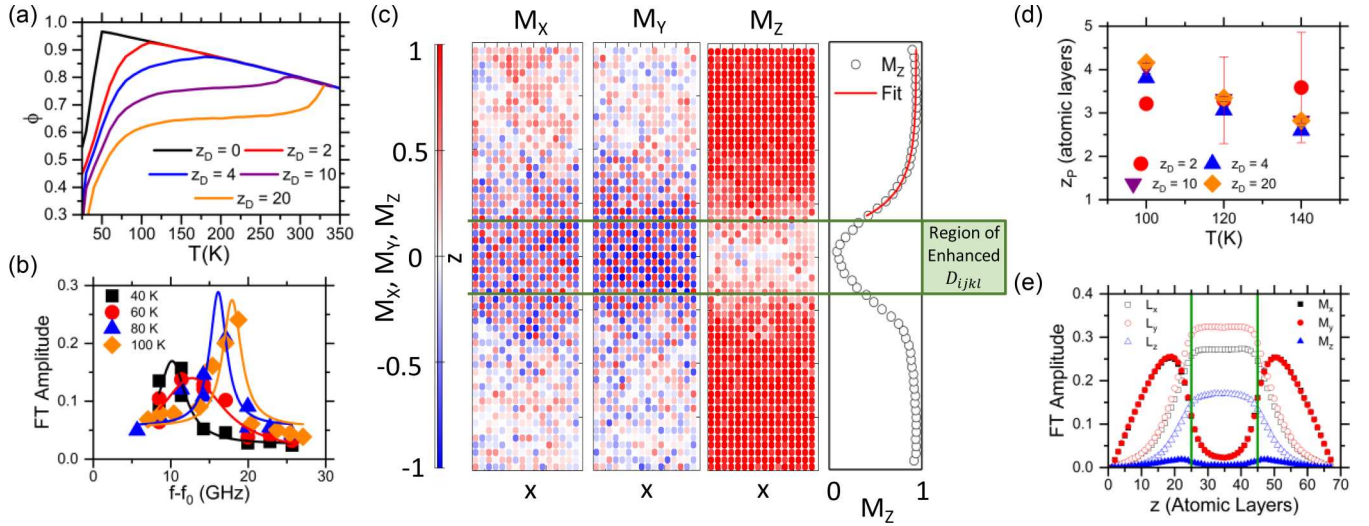 (a)
1.0
0.9
0.8
0.7
0.6
0.5
0.4
0.3
ϕ
z_D = 0
z_D = 2
z_D = 4
z_D = 10
z_D = 20
50 100 150 200 250 300 350
T(K)
(b)
0.3
0.2
0.1
0.0
FT Amplitude
40 K
60 K
80 K
100 K
0 10 20 30
f-f_0 (GHz)
(c)
M_X
M_Y
M_Z
1
0.5
0
-0.5
-1
M_X, M_Y, M_Z
z
x
x
x
M_Z
Fit
0 1
M_Z
Region of
Enhanced
D_{ijkl}
(d)
5
4
3
2
1
z_P (atomic layers)
z_D = 2
z_D = 4
z_D = 10
z_D = 20
100 120 140
T(K)
(e)
0.4
0.3
0.2
0.1
0.0
FT Amplitude
L_x
L_y
L_z
M_x
M_y
M_z
0 10 20 30 40 50 60 70
z (Atomic Layers)